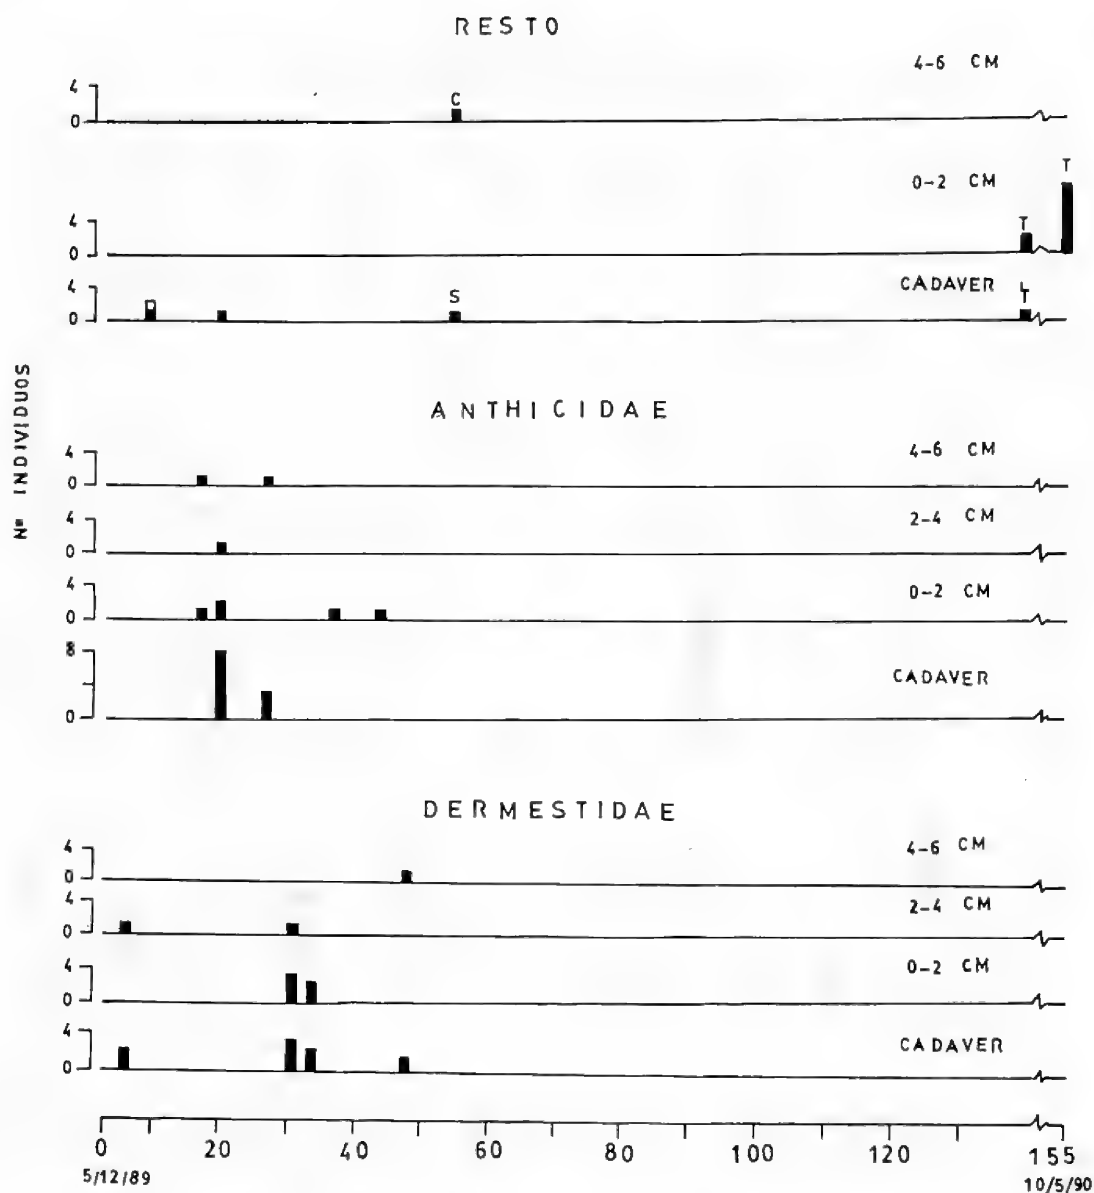 RESTO
4-6 CM
4
C
0
T
0-2 CM
4
T
0
CADAVER
L
4
S
T
0
Nº INDIVIDUOS
ANTHICIDAE
4-6 CM
4
0
2-4 CM
4
0
0-2 CM
4
0
8
CADAVER
0
DERMESTIDAE
4-6 CM
4
0
2-4 CM
4
0
0-2 CM
4
0
CADAVER
4
0
0 20 40 60 80 100 120 155
5/12/89 10/5/90